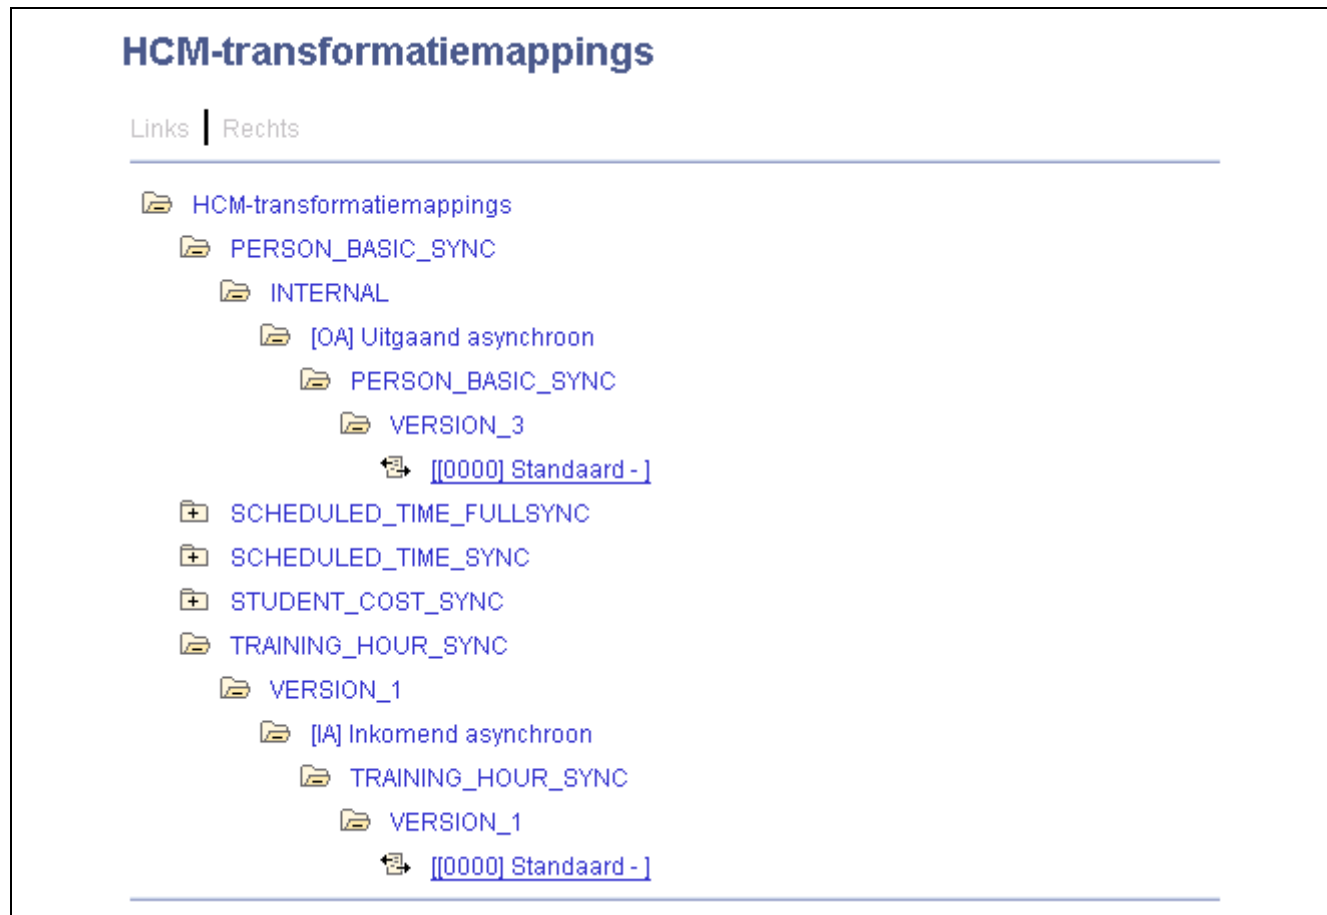 HCM-transformatiemappings
Links | Rechts
HCM-transformatiemappings
PERSON_BASIC_SYNC
INTERNAL
[OA] Uitgaand asynchroon
PERSON_BASIC_SYNC
VERSION_3
[[0000] Standaard - ]
SCHEDULED_TIME_FULLSYNC
SCHEDULED_TIME_SYNC
STUDENT_COST_SYNC
TRAINING_HOUR_SYNC
VERSION_1
[IA] Inkomend asynchroon
TRAINING_HOUR_SYNC
VERSION_1
[[0000] Standaard - ]